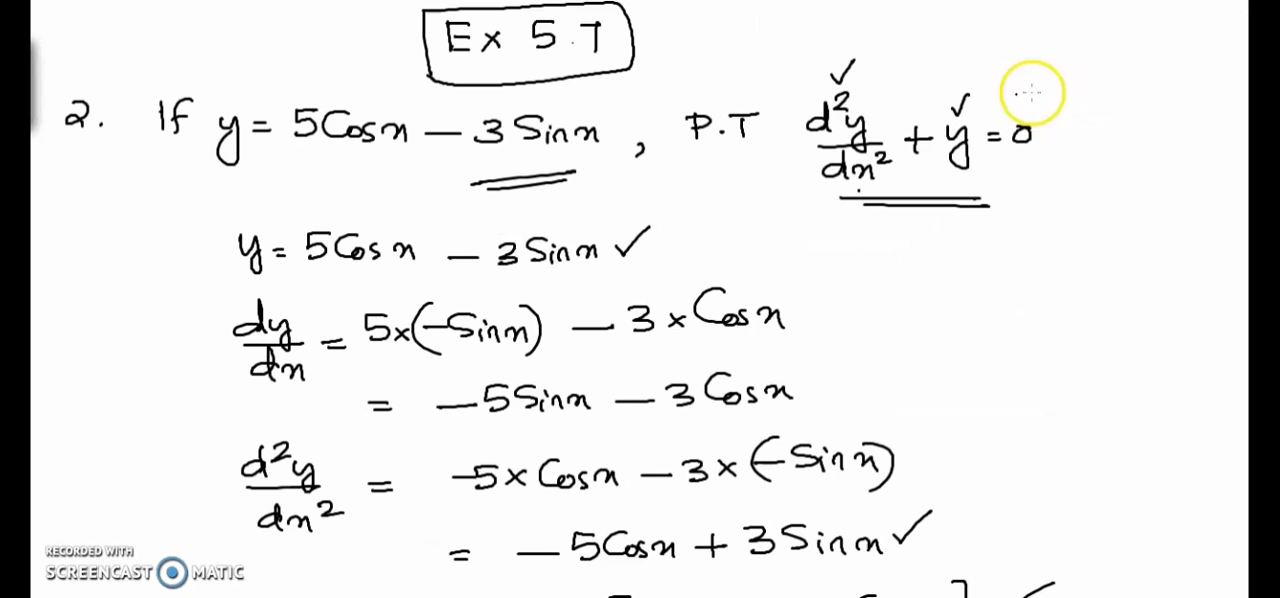 Ex 5.7
2. If y = 5Cosx − 3Sinx, P.T d²y/dx² + y = 0
y = 5Cosx − 3Sinx ✓
dy/dx = 5×(−Sinx) − 3×Cosx
= −5Sinx − 3Cosx
d²y/dx² = −5×Cosx − 3×(−Sinx)
= −5Cosx + 3Sinx ✓
RECORDED WITH
SCREENCAST MATIC